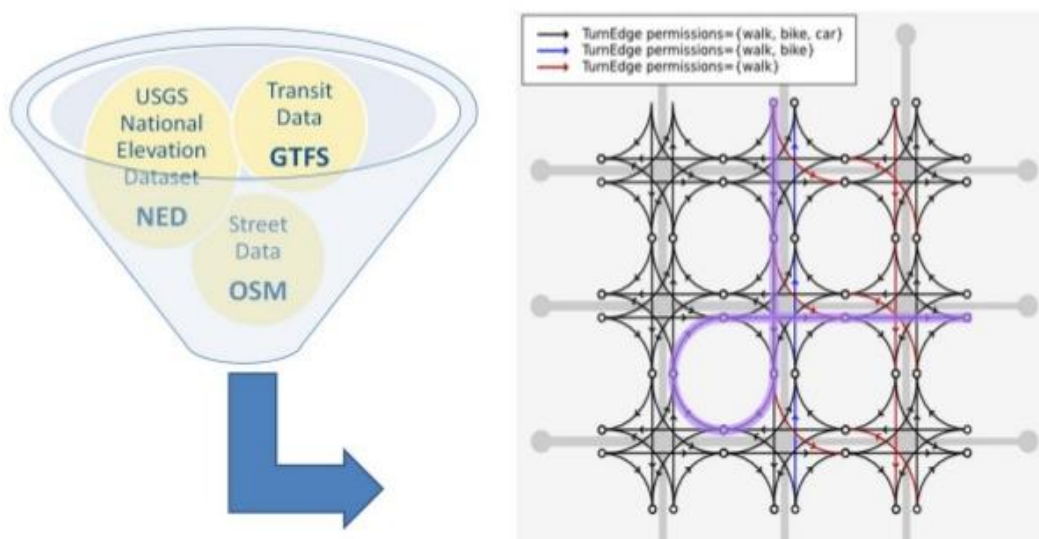 USGS
National
Elevation
Dataset
NED
Transit
Data
GTFS
Street
Data
OSM
TurnEdge permissions={walk, bike, car}
TurnEdge permissions={walk, bike}
TurnEdge permissions={walk}